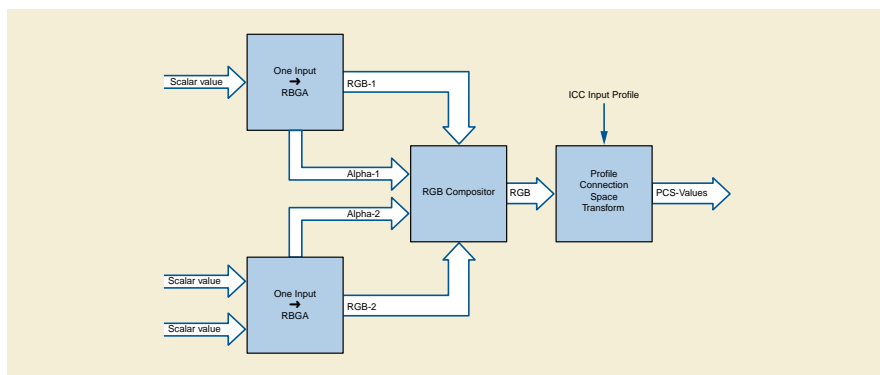 Scalar value
One Input
➔
RBGA
RGB-1
ICC Input Profile
Alpha-1
RGB Compositor
RGB
Profile
Connection
Space
Transform
PCS-Values
Alpha-2
Scalar value
Scalar value
One Input
➔
RBGA
RGB-2